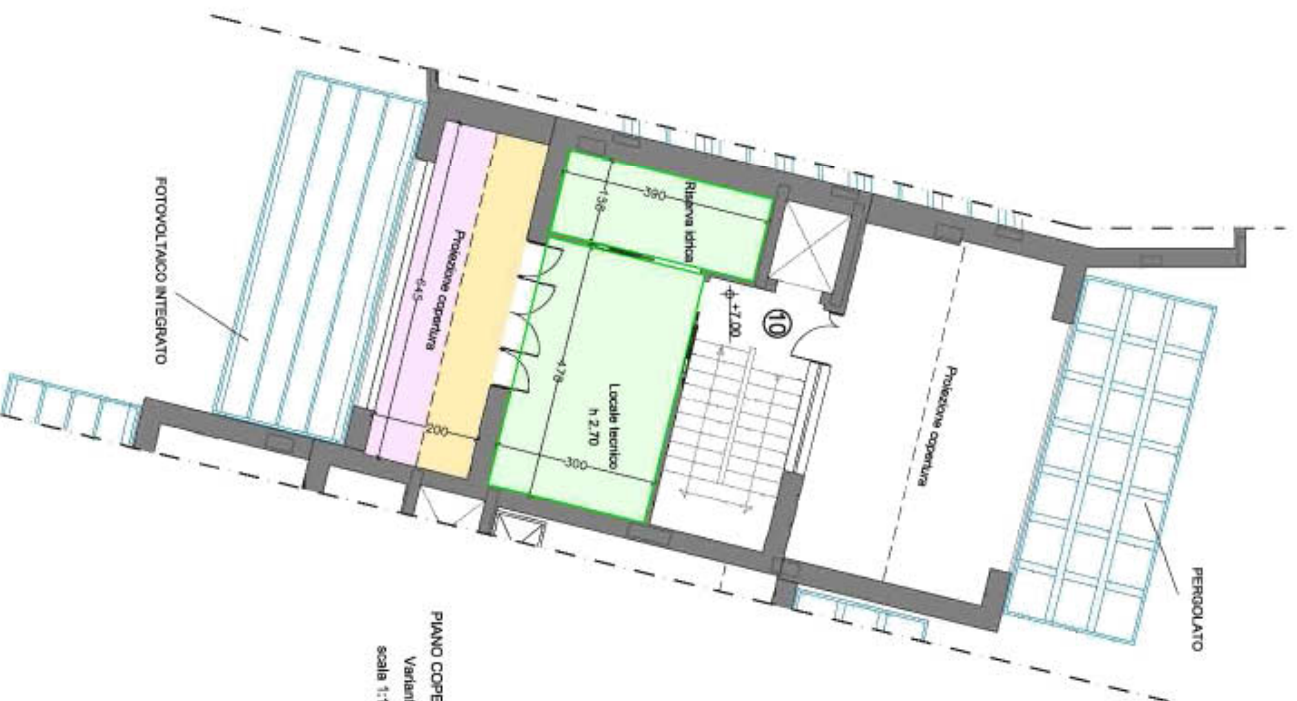 FOTOVOLTAICO INTEGRATO
Proiezione copertura
645
200
Riserva idrica
390
138
Locale tecnico
h 2.70
478
300
+7.00
10
Proiezione copertura
PERGOLATO
PIANO COPE
Varian
scala 1:1